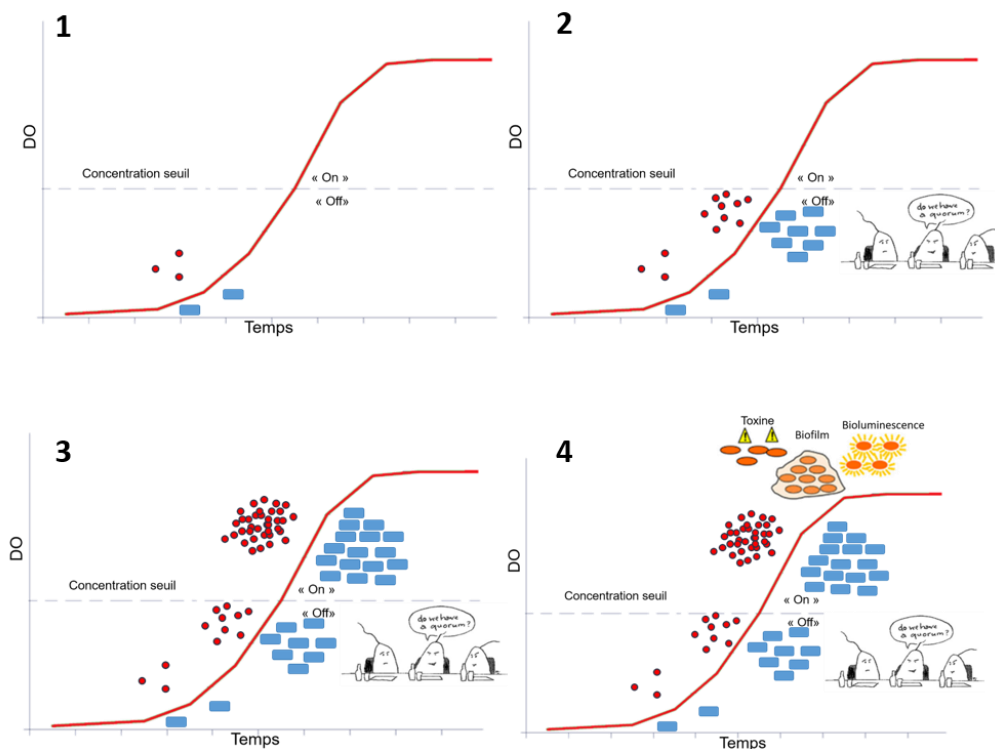 1
DO
Concentration seuil
« On »
« Off»
Temps
2
DO
Concentration seuil
« On »
« Off»
do we have
a quorum?
Temps
3
DO
Concentration seuil
« On »
« Off»
do we have
a quorum?
Temps
4
Toxine
Biofilm
Bioluminescence
DO
Concentration seuil
« On »
« Off»
do we have
a quorum?
Temps